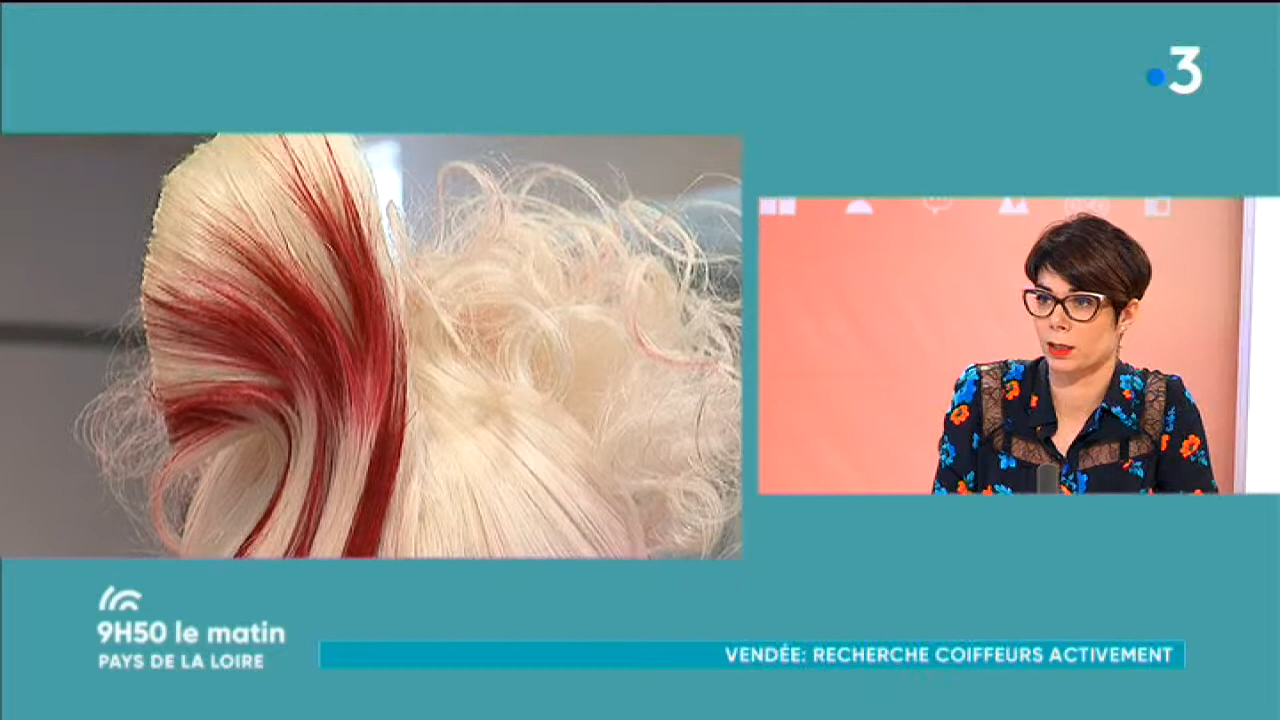 3
9H50 le matin
PAYS DE LA LOIRE
VENDÉE: RECHERCHE COIFFEURS ACTIVEMENT